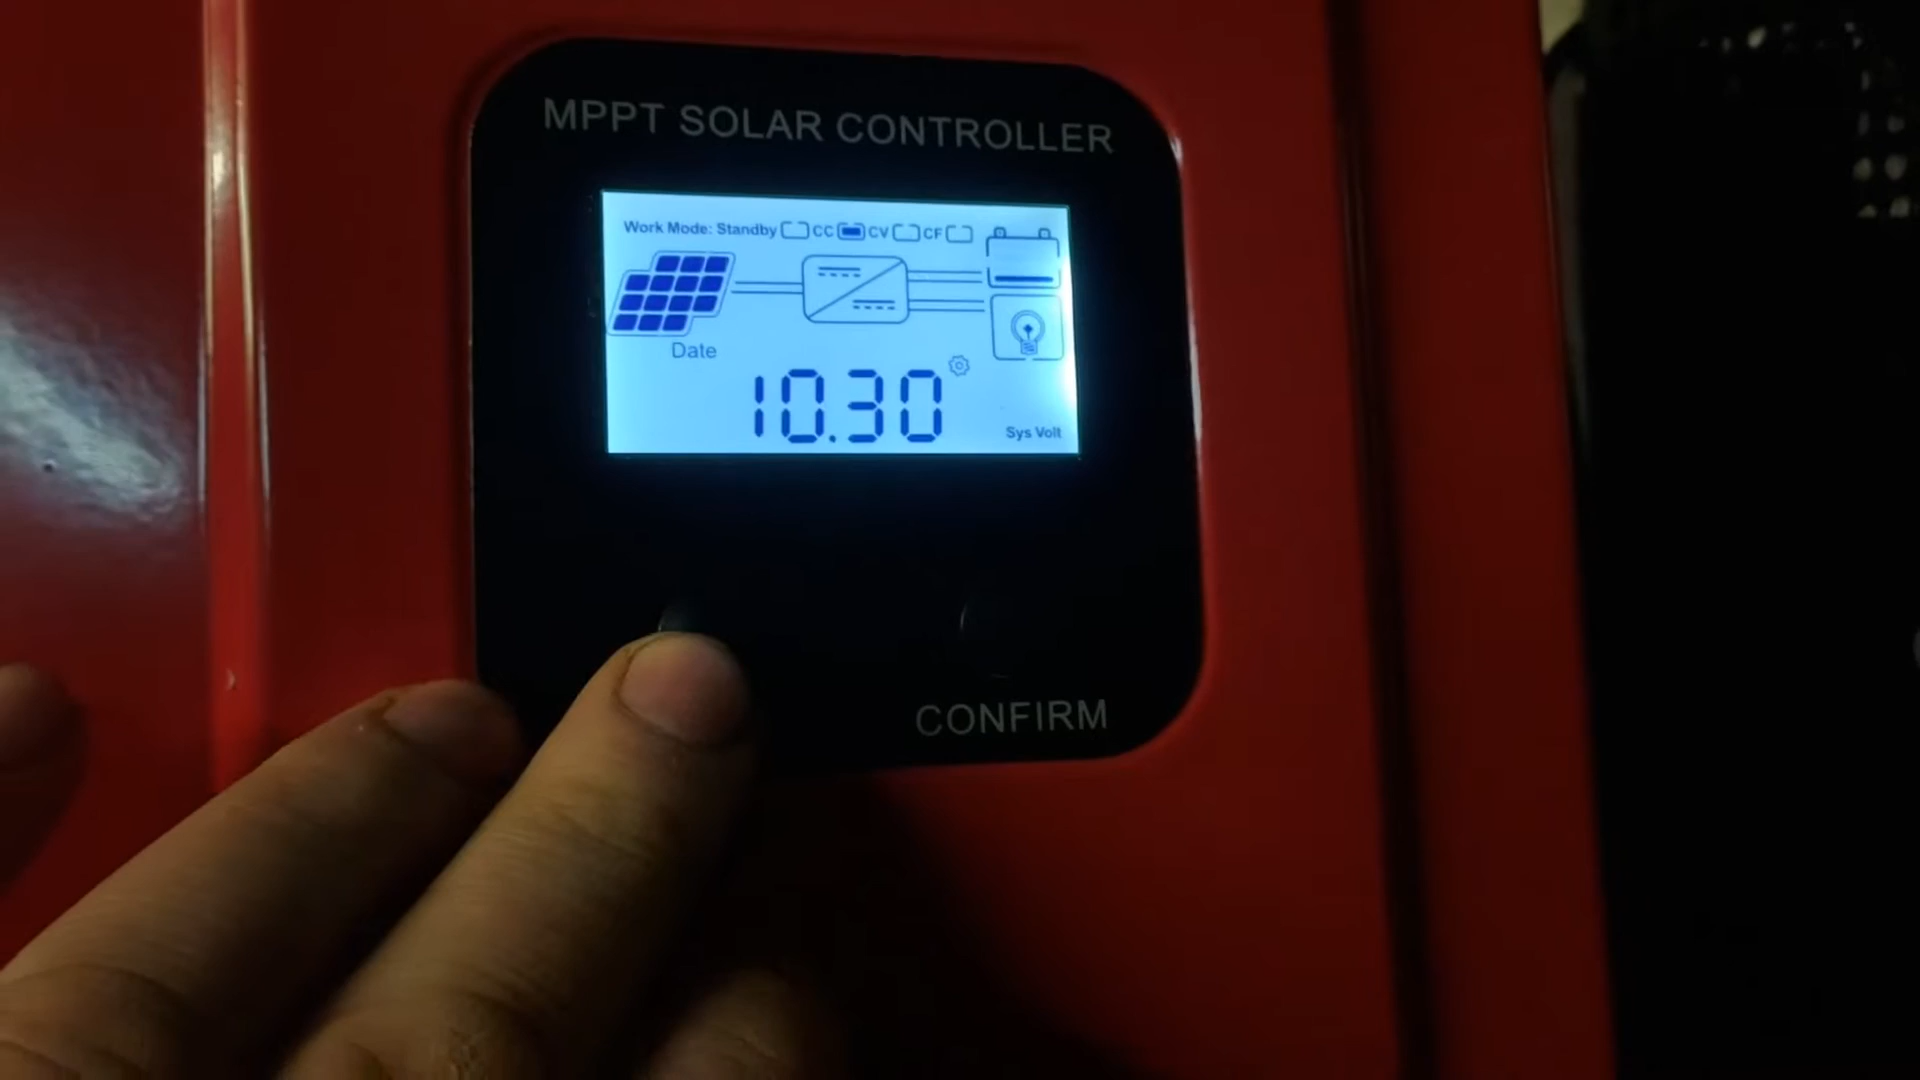 MPPT SOLAR CONTROLLER
Work Mode: Standby CC CV CF
Date
10.30
Sys Volt
CONFIRM